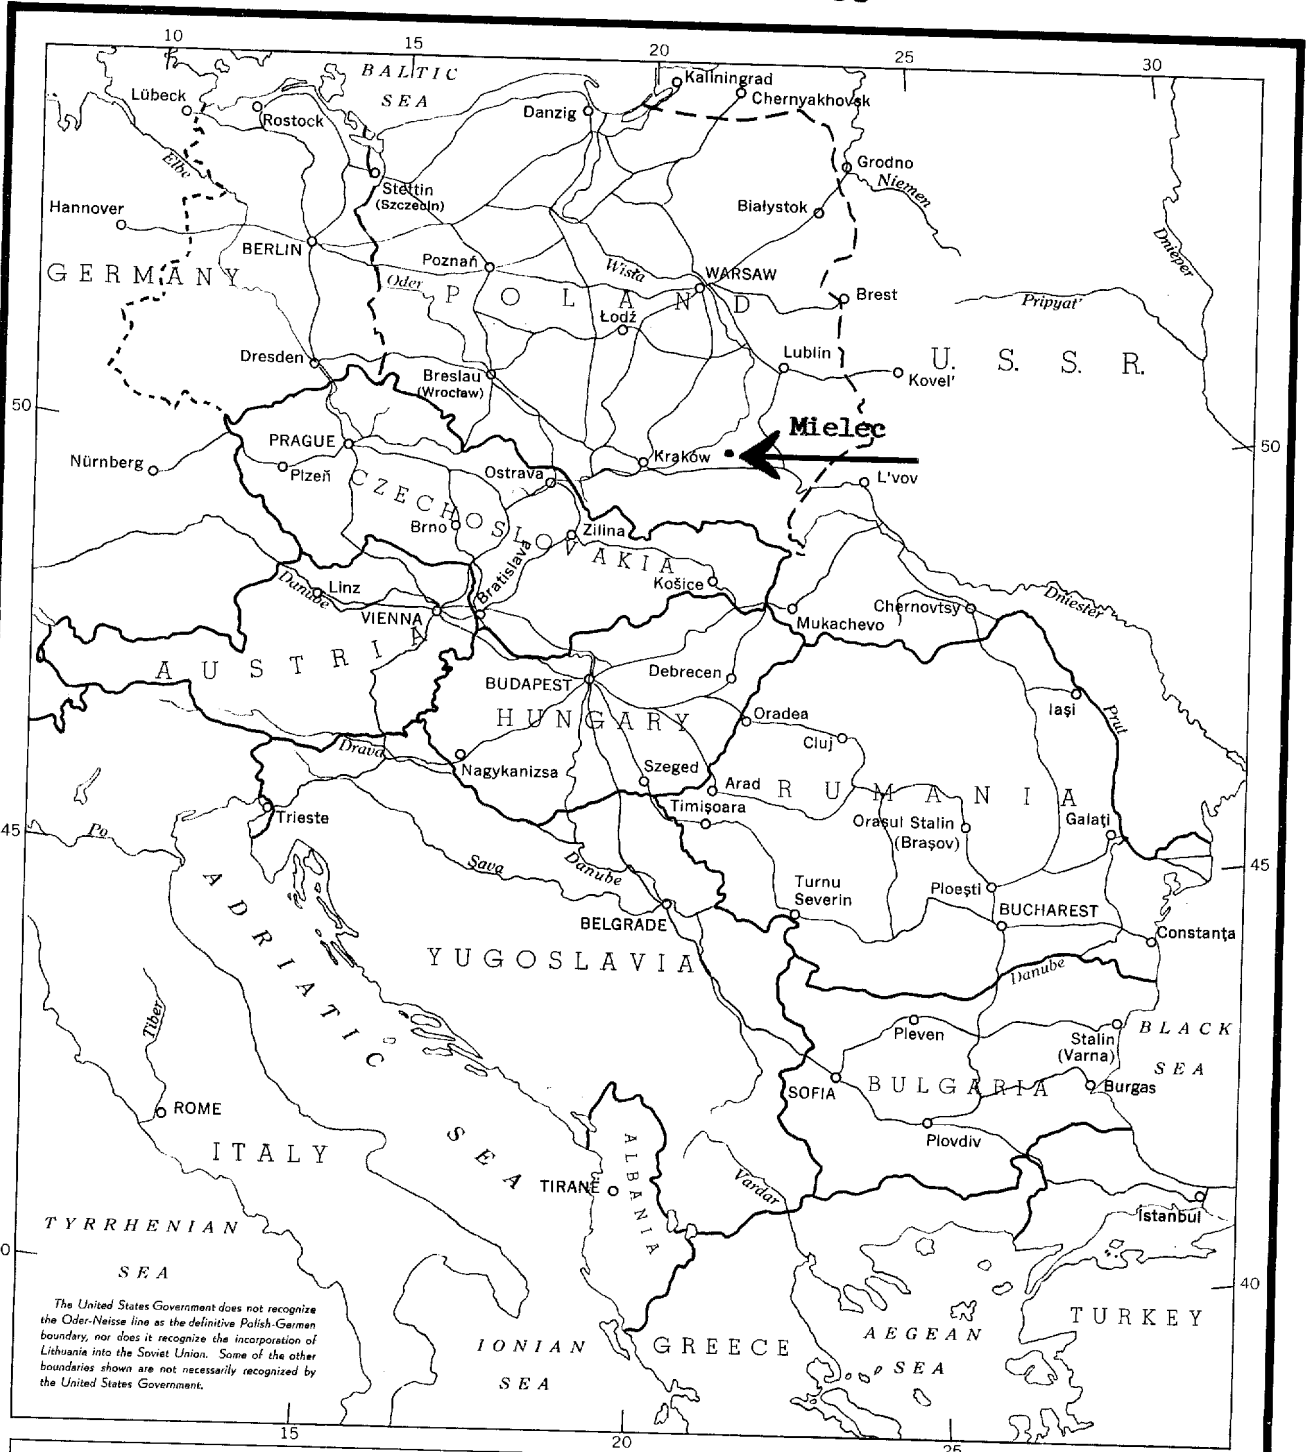 10
15
20
25
30
BALTIC
SEA
Kaliningrad
Chernyakhovsk
Lübeck
Rostock
Danzig
Elbe
Stettin
(Szczecin)
Grodno
Niemen
Hannover
Białystok
Dnieper
BERLIN
Poznań
Wisła
WARSAW
GERMANY
Oder
POLAND
Brest
Pripyat'
Łodź
Dresden
Lublin
U. S. S. R.
Breslau
(Wrocław)
Kovel'
50
Mielec
PRAGUE
Kraków
50
Nürnberg
Plzeň
Ostrava
L'vov
CZECHOSLOVAKIA
Brno
Zilina
Bratislava
Košice
Danube
Linz
VIENNA
Chernovtsy
Dniester
Mukachevo
AUSTRIA
Debrecen
BUDAPEST
Iaşi
Prut
HUNGARY
Oradea
Cluj
Drava
Nagykanizsa
Szeged
Arad
RUMANIA
Timişoara
Trieste
Orasul Stalin
(Braşov)
Galaţi
45
Po
Sava
Danube
45
Turnu
Severin
Ploeşti
BUCHAREST
BELGRADE
Constanţa
ADRIATIC
SEA
YUGOSLAVIA
Danube
Tiber
Pleven
Stalin
(Varna)
BLACK
SEA
SOFIA
BULGARIA
Burgas
ROME
Plovdiv
ITALY
ALBANIA
TIRANE
Vardar
İstanbul
TYRRHENIAN
SEA
0
40
The United States Government does not recognize
the Oder-Neisse line as the definitive Polish-German
boundary, nor does it recognize the incorporation of
Lithuania into the Soviet Union. Some of the other
boundaries shown are not necessarily recognized by
the United States Government.
IONIAN
SEA
GREECE
AEGEAN
SEA
TURKEY
15
20
25